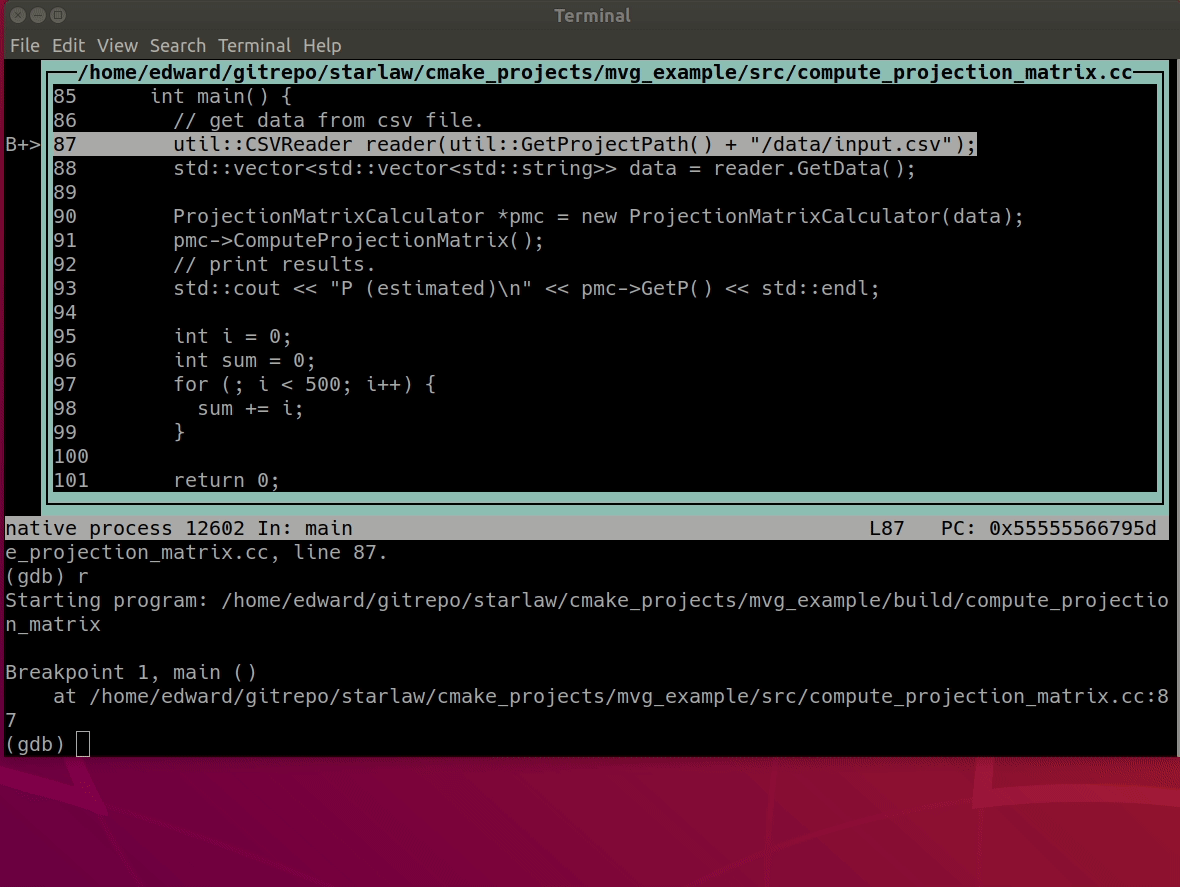 Terminal
File Edit View Search Terminal Help
/home/edward/gitrepo/starlaw/cmake_projects/mvg_example/src/compute_projection_matrix.cc
85      int main() {
86        // get data from csv file.
B+> 87        util::CSVReader reader(util::GetProjectPath() + "/data/input.csv");
88        std::vector<std::vector<std::string>> data = reader.GetData();
89
90        ProjectionMatrixCalculator *pmc = new ProjectionMatrixCalculator(data);
91        pmc->ComputeProjectionMatrix();
92        // print results.
93        std::cout << "P (estimated)\n" << pmc->GetP() << std::endl;
94
95        int i = 0;
96        int sum = 0;
97        for (; i < 500; i++) {
98          sum += i;
99        }
100
101       return 0;
native process 12602 In: main                                           L87   PC: 0x55555566795d
e_projection_matrix.cc, line 87.
(gdb) r
Starting program: /home/edward/gitrepo/starlaw/cmake_projects/mvg_example/build/compute_projectio
n_matrix
Breakpoint 1, main ()
    at /home/edward/gitrepo/starlaw/cmake_projects/mvg_example/src/compute_projection_matrix.cc:8
7
(gdb)